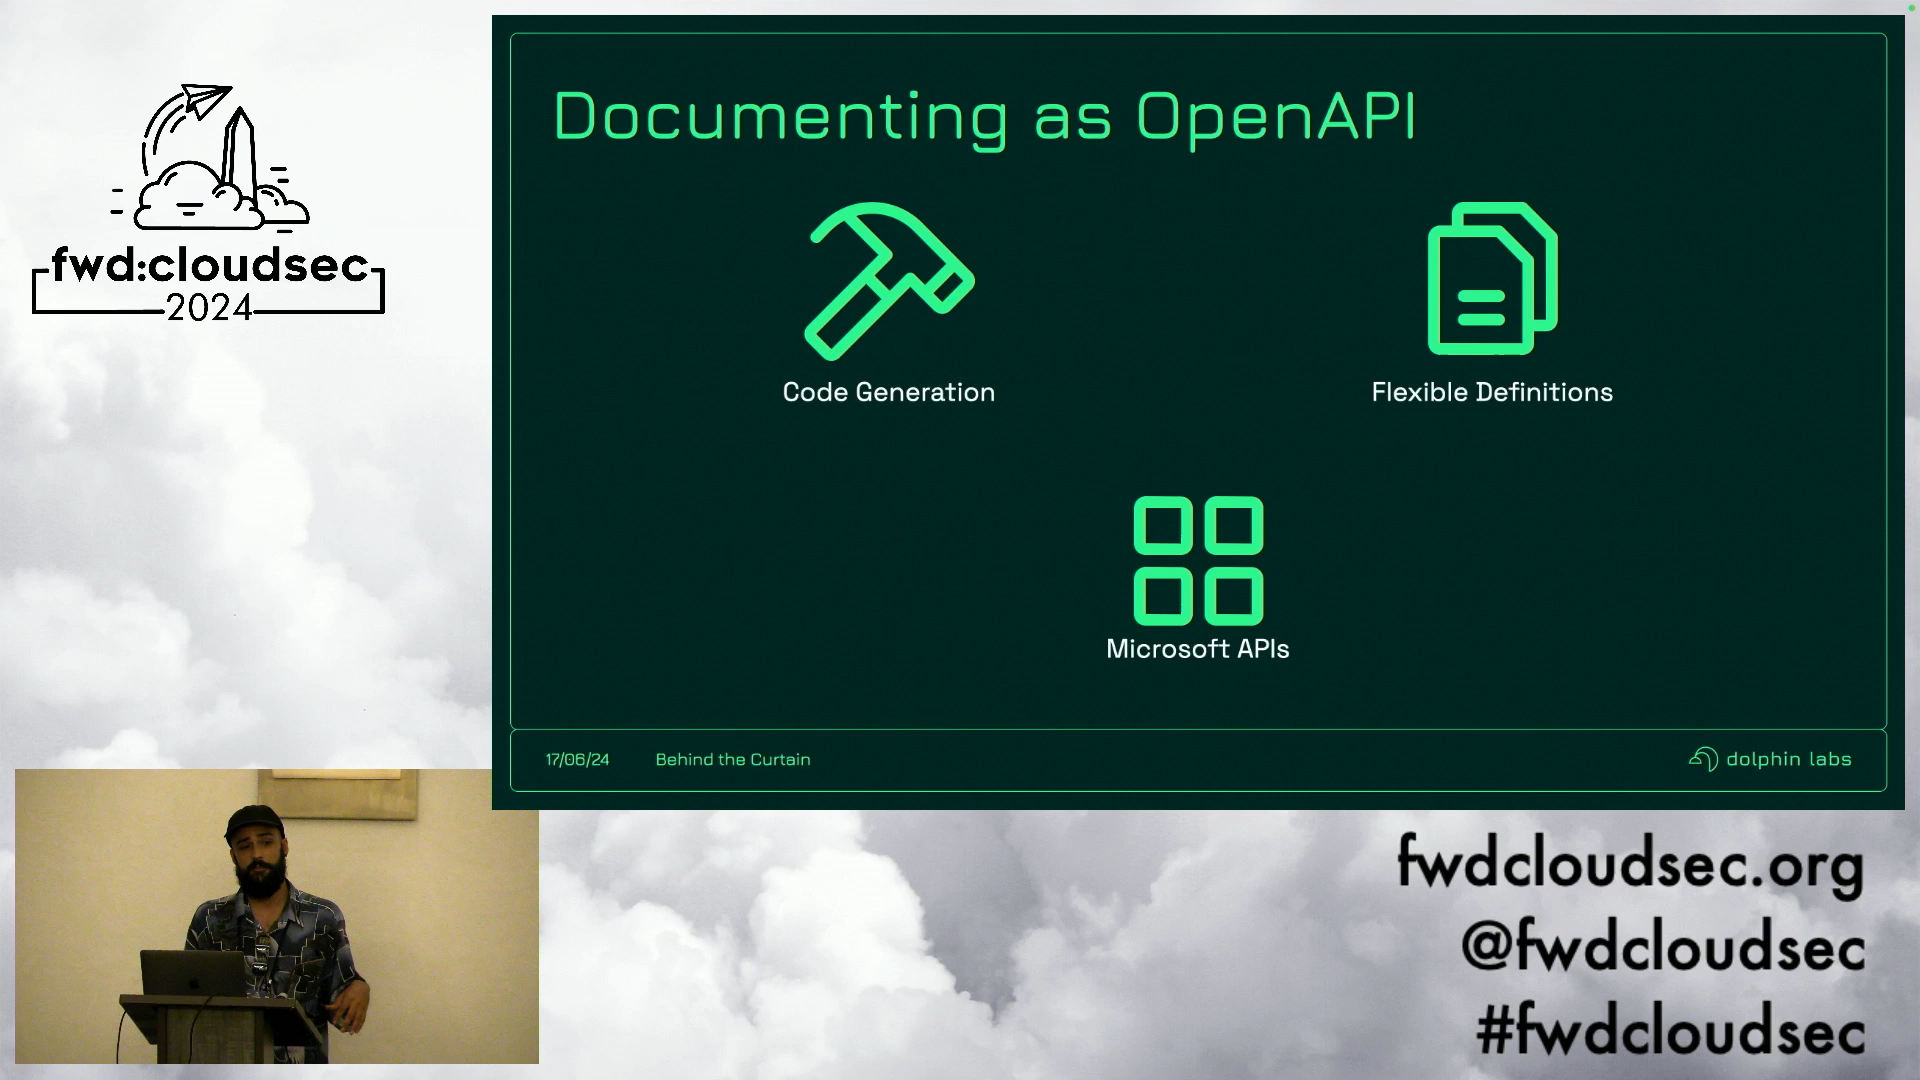 fwd:cloudsec
2024
Documenting as OpenAPI
Code Generation
Flexible Definitions
Microsoft APIs
17/06/24
Behind the Curtain
dolphin labs
fwdcloudsec.org
@fwdcloudsec
#fwdcloudsec